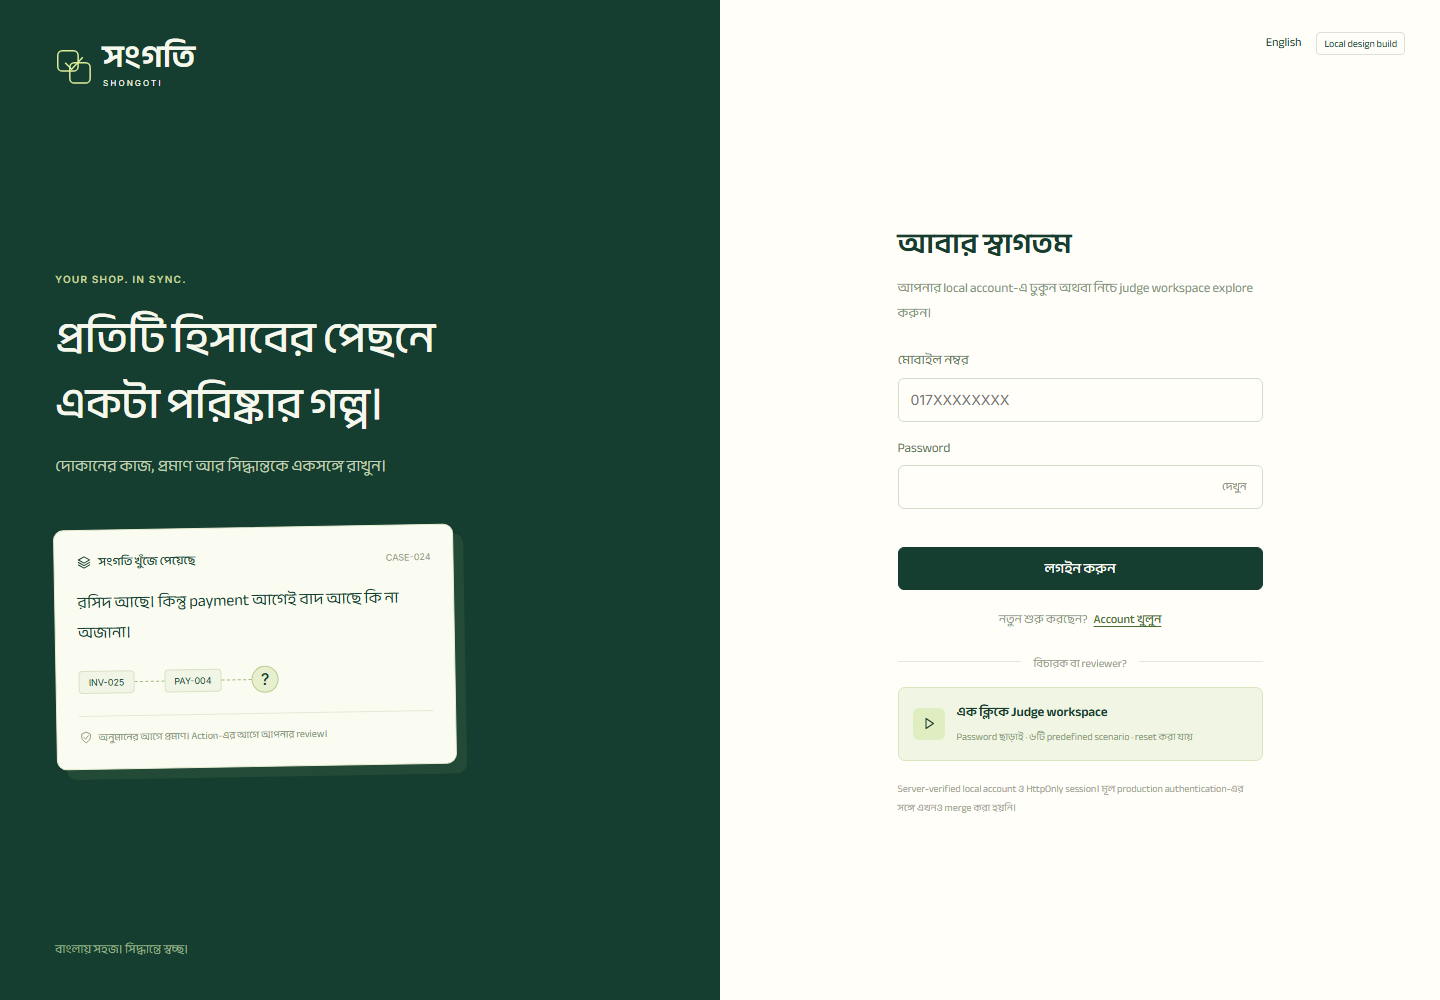 সংগতি
SHONGOTI
YOUR SHOP. IN SYNC.
প্রতিটি হিসাবের পেছনে
একটা পরিষ্কার গল্প।
দোকানের কাজ, প্রমাণ আর সিদ্ধান্তকে একসঙ্গে রাখুন।
সংগতি খুঁজে পেয়েছে
CASE-024
রসিদ আছে। কিন্তু payment আগেই বাদ আছে কি না
অজানা।
INV-025
PAY-004
?
অনুমানের আগে প্রমাণ। Action-এর আগে আপনার review।
বাংলায় সহজ। সিদ্ধান্তে স্বচ্ছ।
English
Local design build
আবার স্বাগতম
আপনার local account-এ ঢুকুন অথবা নিচে judge workspace explore
করুন।
মোবাইল নম্বর
017XXXXXXXX
Password
দেখুন
লগইন করুন
নতুন শুরু করছেন? Account খুলুন
বিচারক বা reviewer?
এক ক্লিকে Judge workspace
Password ছাড়াই · ৬টি predefined scenario · reset করা যায়
Server-verified local account ও HttpOnly session। মূল production authentication-এর
সঙ্গে এখনও merge করা হয়নি।